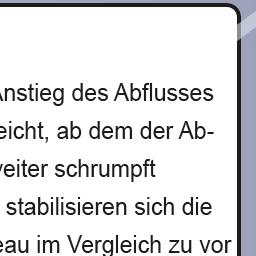 Anstieg des Abflusses
eicht, ab dem der Ab-
weiter schrumpft
stabilisieren sich die
eau im Vergleich zu vor